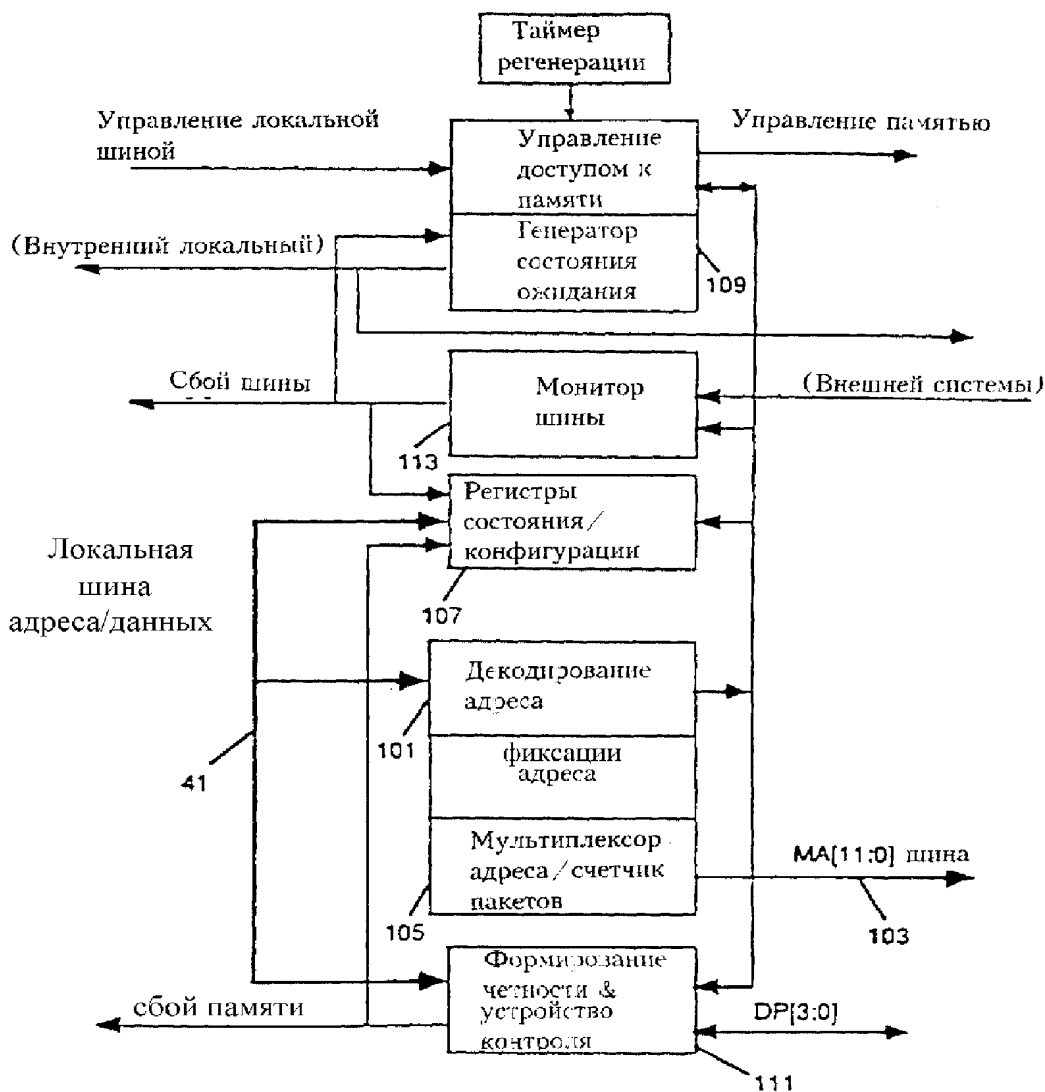 Таймер
регенерации
Управление локальной
шиной
Управление памятью
Управление
доступом к
памяти
(Внутренний локальный)
Генератор
состояния
ожидания
109
Сбой шины
Монитор
шины
(Внешней системы)
113
Регистры
состояния/
конфигурации
107
Локальная
шина
адреса/данных
Декодирование
адреса
101
41
фиксации
адреса
Мультиплексор
адреса/счетчик
пакетов
MA[11:0] шина
105
103
Формирование
четности &
устройство
контроля
сбой памяти
DP[3:0]
111